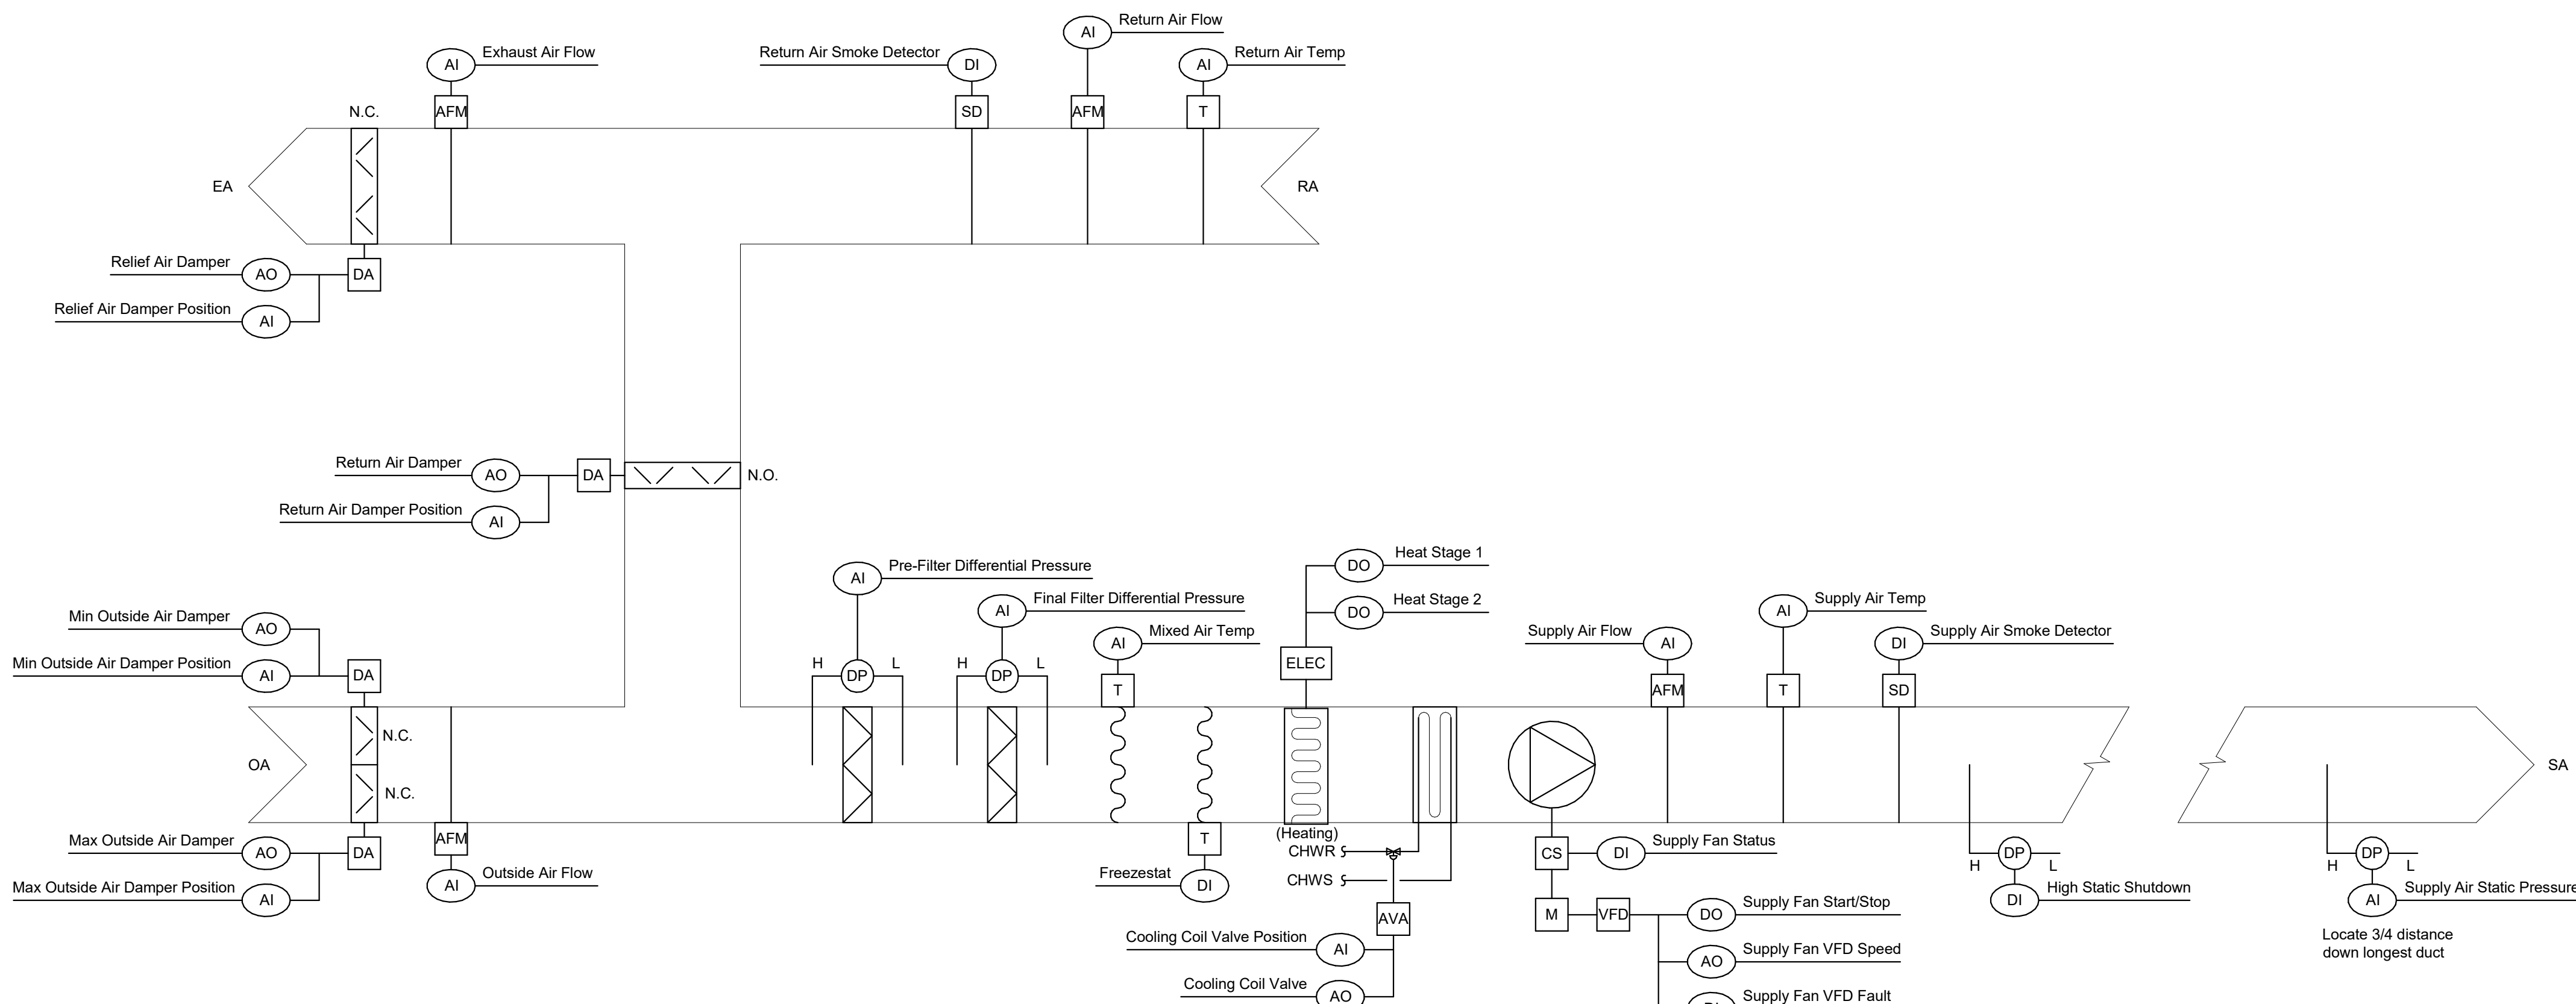 Return Air Flow
AI
Exhaust Air Flow
AI
Return Air Smoke Detector
DI
Return Air Temp
AI
N.C.
AFM
SD
AFM
T
EA
RA
Relief Air Damper
AO
DA
Relief Air Damper Position
AI
Return Air Damper
AO
DA
N.O.
Return Air Damper Position
AI
Pre-Filter Differential Pressure
AI
Heat Stage 1
DO
Heat Stage 2
DO
Final Filter Differential Pressure
AI
Supply Air Temp
AI
Min Outside Air Damper
AO
Mixed Air Temp
AI
Supply Air Flow
AI
Supply Air Smoke Detector
DI
Min Outside Air Damper Position
AI
DA
H
DP
L
H
DP
L
T
ELEC
AFM
T
SD
N.C.
OA
N.C.
SA
(Heating)
CHWR
CHWS
Max Outside Air Damper
AO
DA
AFM
T
CS
DI
Supply Fan Status
H
DP
L
H
DP
L
Max Outside Air Damper Position
AI
AI
Outside Air Flow
Freezestat
DI
High Static Shutdown
DI
Supply Air Static Pressure
AI
AVA
M
VFD
DO
Supply Fan Start/Stop
Locate 3/4 distance
down longest duct
Cooling Coil Valve Position
AI
AO
Supply Fan VFD Speed
Cooling Coil Valve
AO
Supply Fan VFD Fault